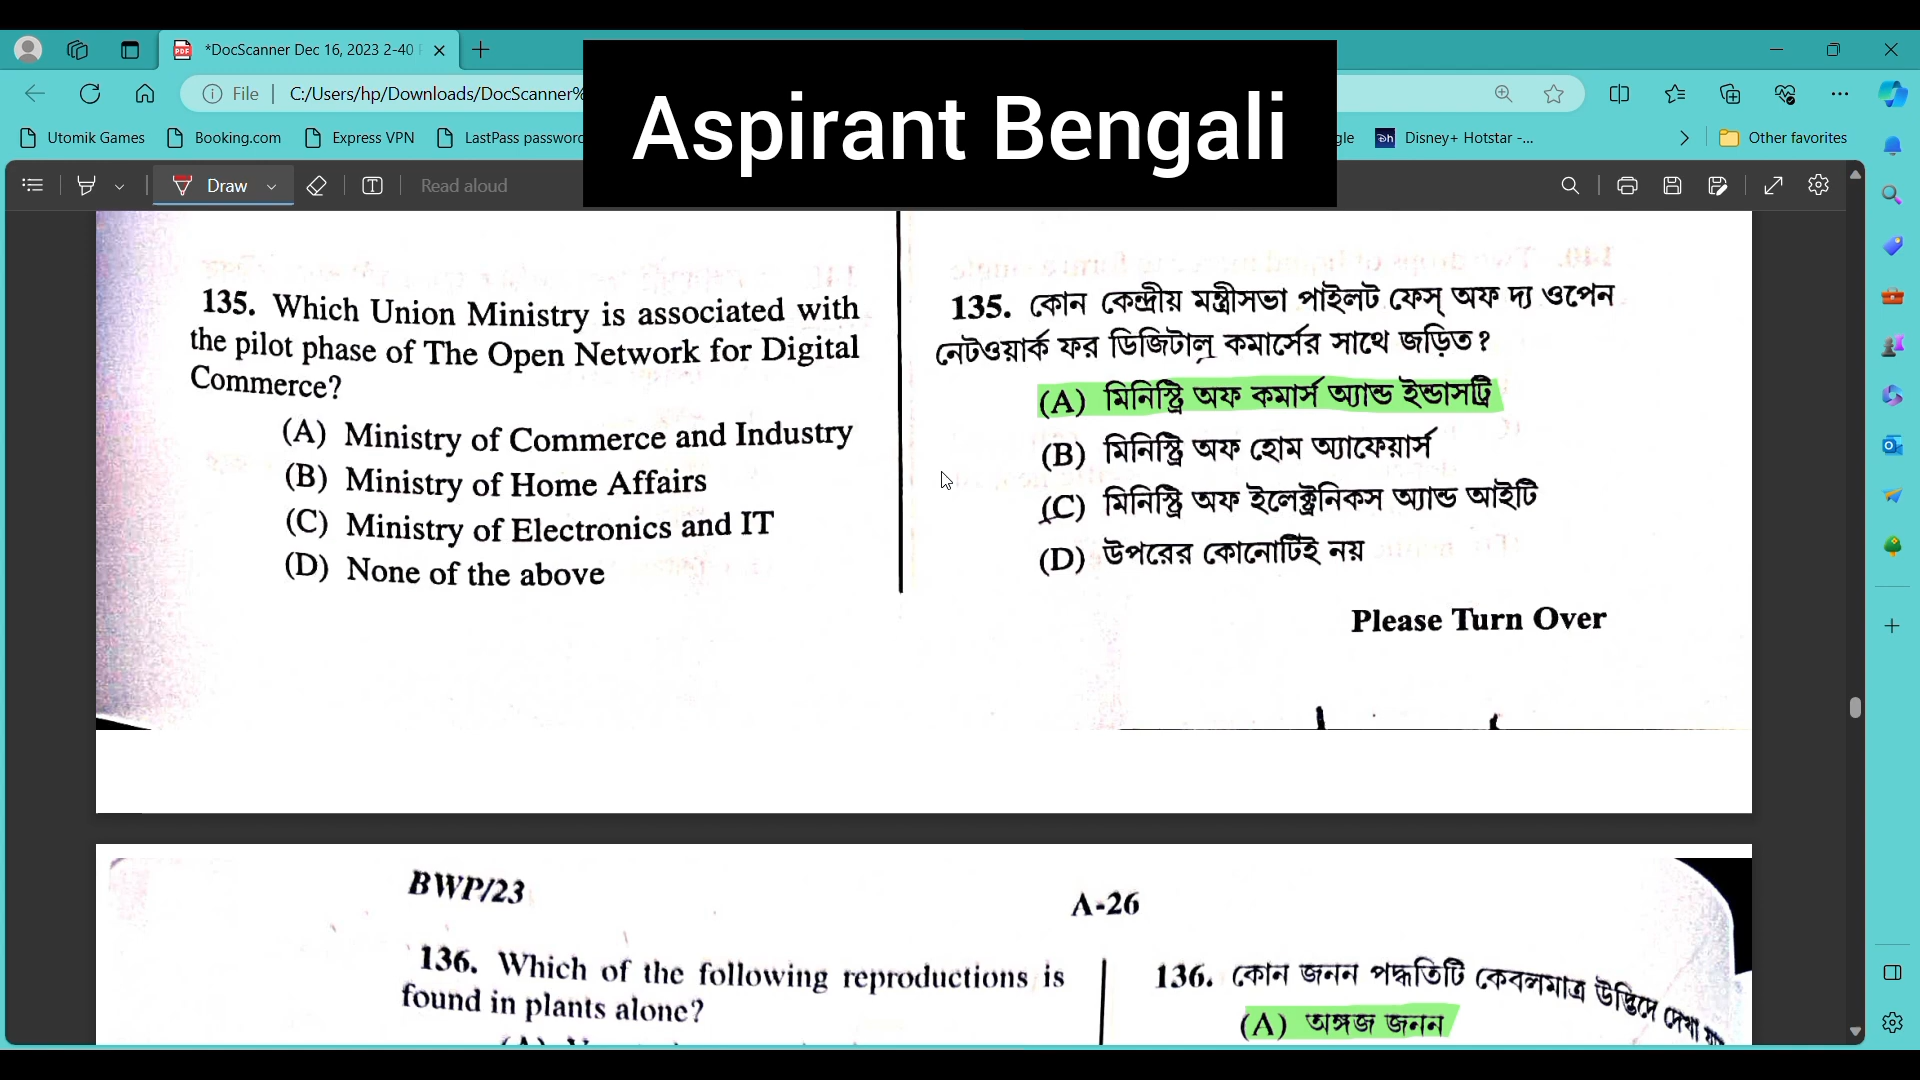 *DocScanner Dec 16, 2023 2-40
File
C:/Users/hp/Downloads/DocScanner%
Aspirant Bengali
Utomik Games
Booking.com
Express VPN
LastPass password
gle
Disney+ Hotstar -...
Other favorites
Draw
Read aloud
135. Which Union Ministry is associated with
the pilot phase of The Open Network for Digital
Commerce?
(A) Ministry of Commerce and Industry
(B) Ministry of Home Affairs
(C) Ministry of Electronics and IT
(D) None of the above
135. কোন কেন্দ্রীয় মন্ত্রীসভা পাইলট ফেস্ অফ দ্য ওপেন
নেটওয়ার্ক ফর ডিজিটাল কমার্সের সাথে জড়িত?
(A) মিনিস্ট্রি অফ কমার্স অ্যান্ড ইন্ডাসট্রি
(B) মিনিস্ট্রি অফ হোম অ্যাফেয়ার্স
(C) মিনিস্ট্রি অফ ইলেক্ট্রনিকস অ্যান্ড আইটি
(D) উপরের কোনোটিই নয়
Please Turn Over
BWP/23
A-26
136. Which of the following reproductions is
found in plants alone?
136. কোন জনন পদ্ধতিটি কেবলমাত্র উদ্ভিদে দেখা
(A) অঙ্গজ জনন